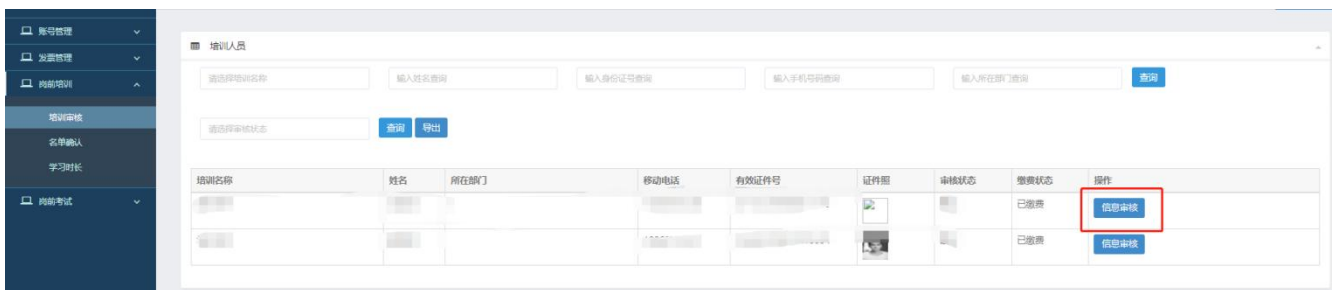 账号管理
发票管理
岗前培训
培训审核
名单确认
学习时长
岗前考试
培训人员
请选择培训名称 输入姓名查询 输入身份证号查询 输入手机号码查询 输入所在部门查询 查询
请选择审核状态 查询 导出
培训名称 姓名 所在部门 移动电话 有效证件号 证件照 审核状态 缴费状态 操作
已缴费 信息审核
已缴费 信息审核